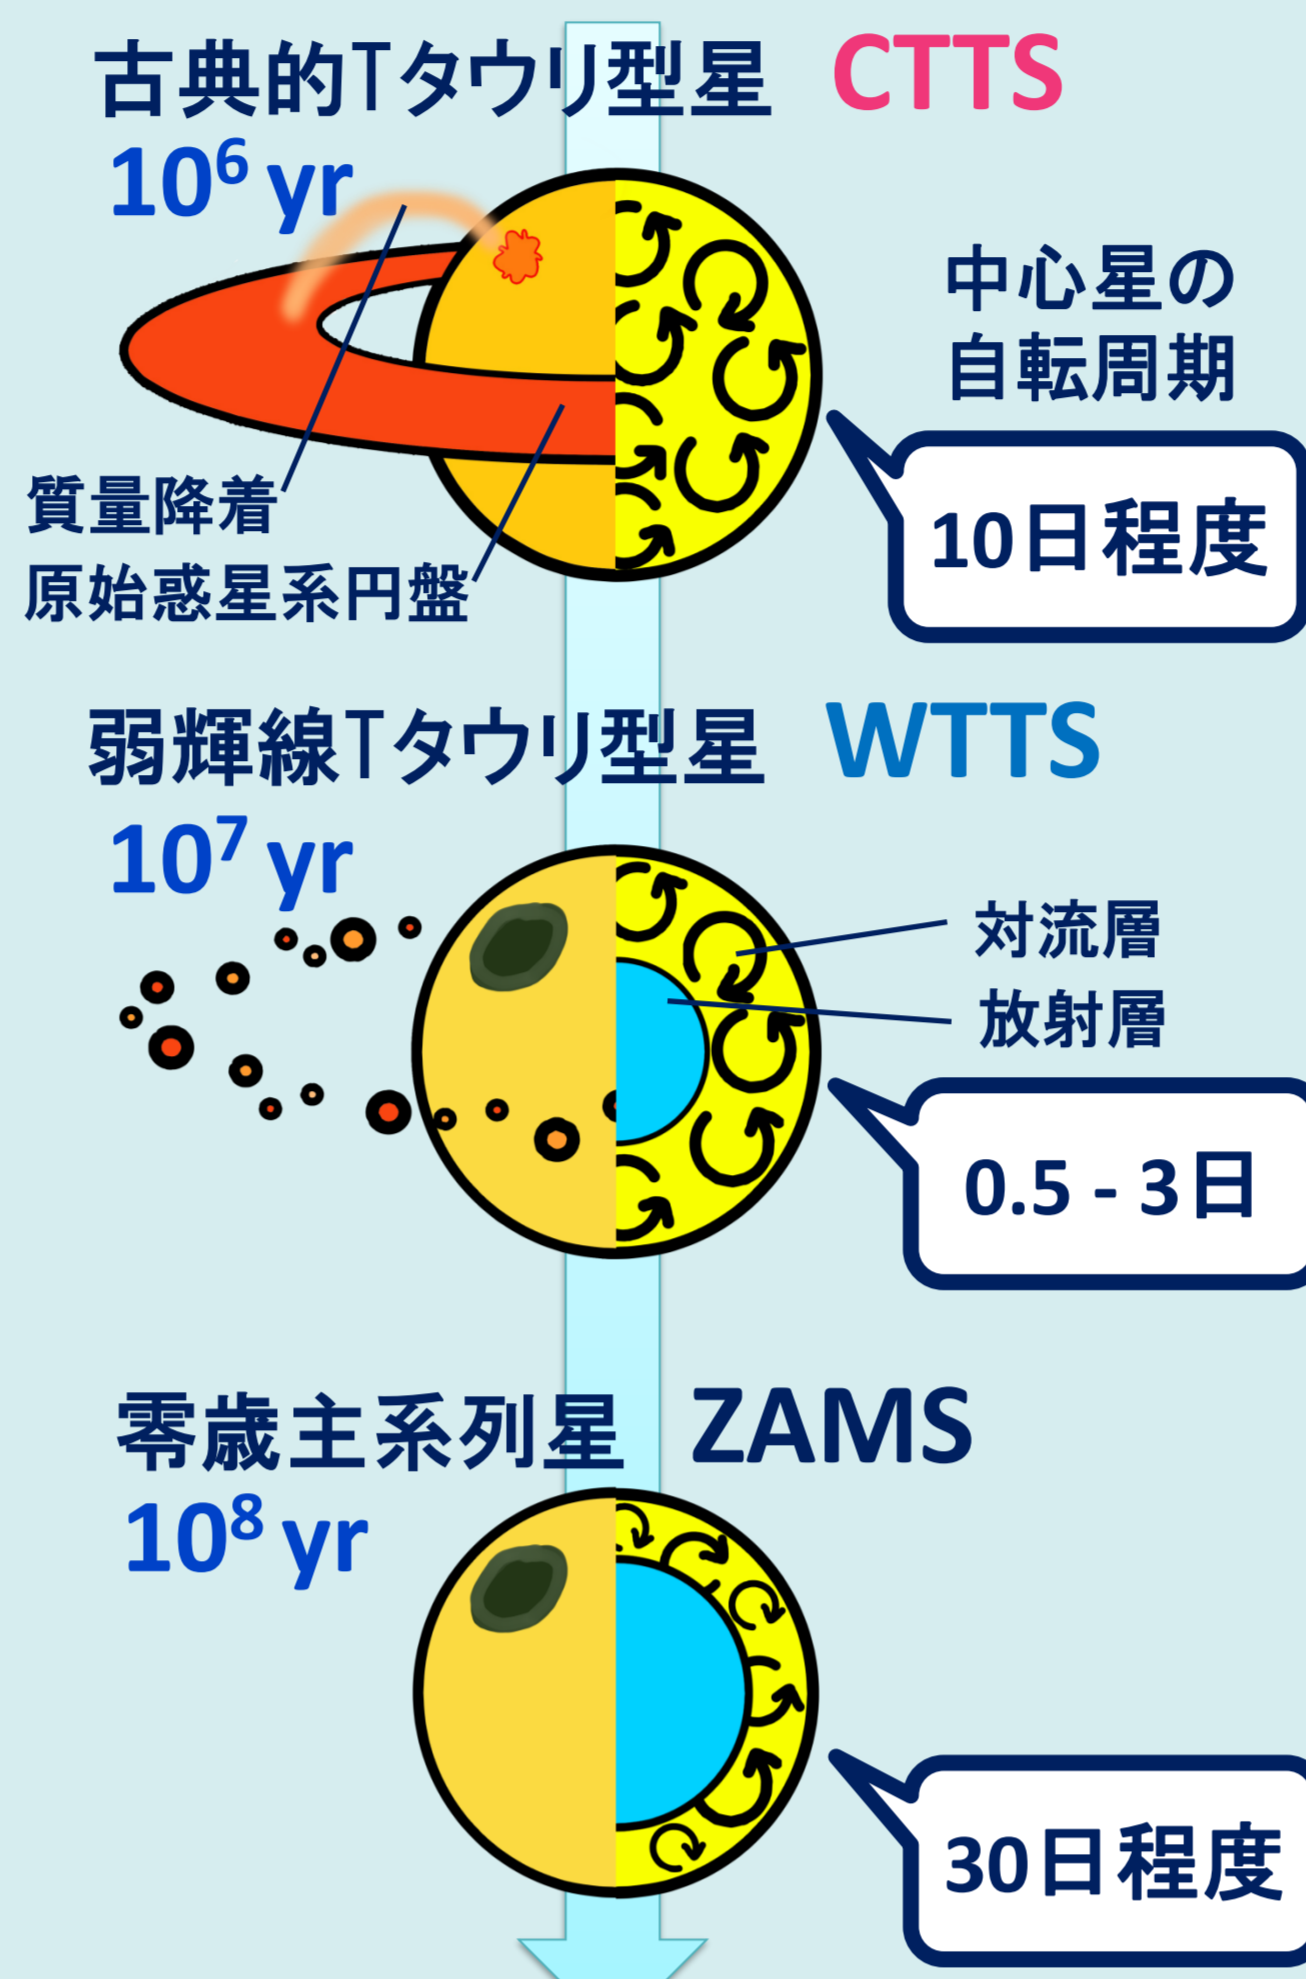 古典的Tタウリ型星 CTTS
10⁶ yr
中心星の
自転周期
10日程度
質量降着
原始惑星系円盤
弱輝線Tタウリ型星 WTTS
10⁷ yr
対流層
放射層
0.5 - 3日
零歳主系列星 ZAMS
10⁸ yr
30日程度